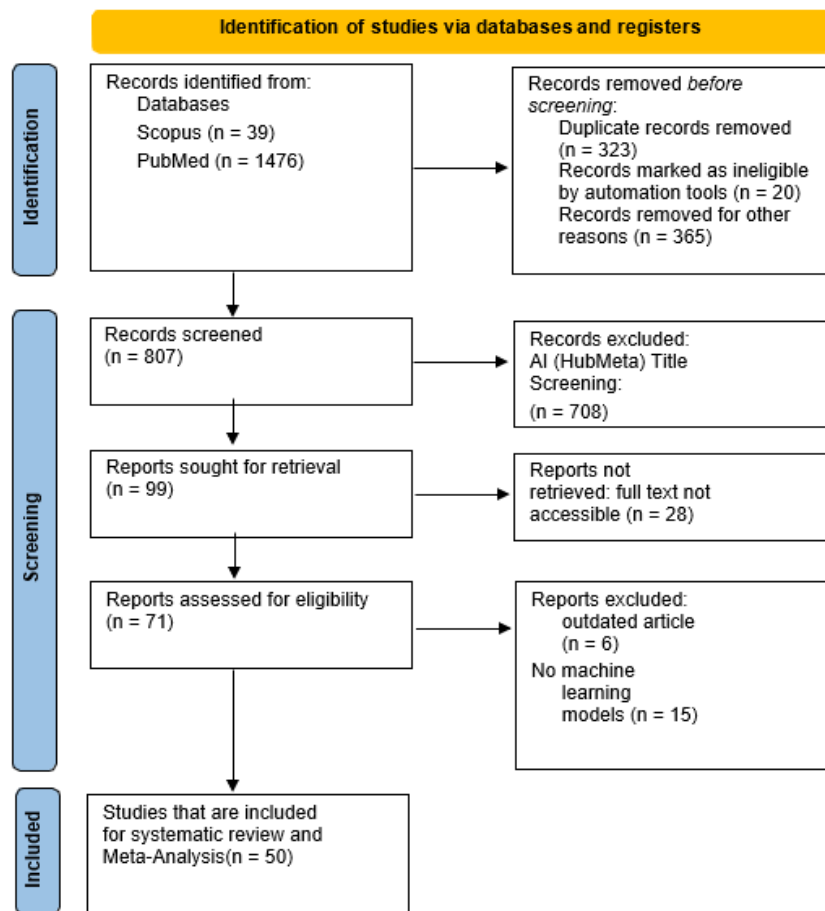 Identification of studies via databases and registers
Identification
Records identified from:
Databases
Scopus (n = 39)
PubMed (n = 1476)
Records removed before
screening:
Duplicate records removed
(n = 323)
Records marked as ineligible
by automation tools (n = 20)
Records removed for other
reasons (n = 365)
Screening
Records screened
(n = 807)
Records excluded:
AI (HubMeta) Title
Screening:
(n = 708)
Reports sought for retrieval
(n = 99)
Reports not
retrieved: full text not
accessible (n = 28)
Reports assessed for eligibility
(n = 71)
Reports excluded:
outdated article
(n = 6)
No machine
learning
models (n = 15)
Included
Studies that are included
for systematic review and
Meta-Analysis(n = 50)